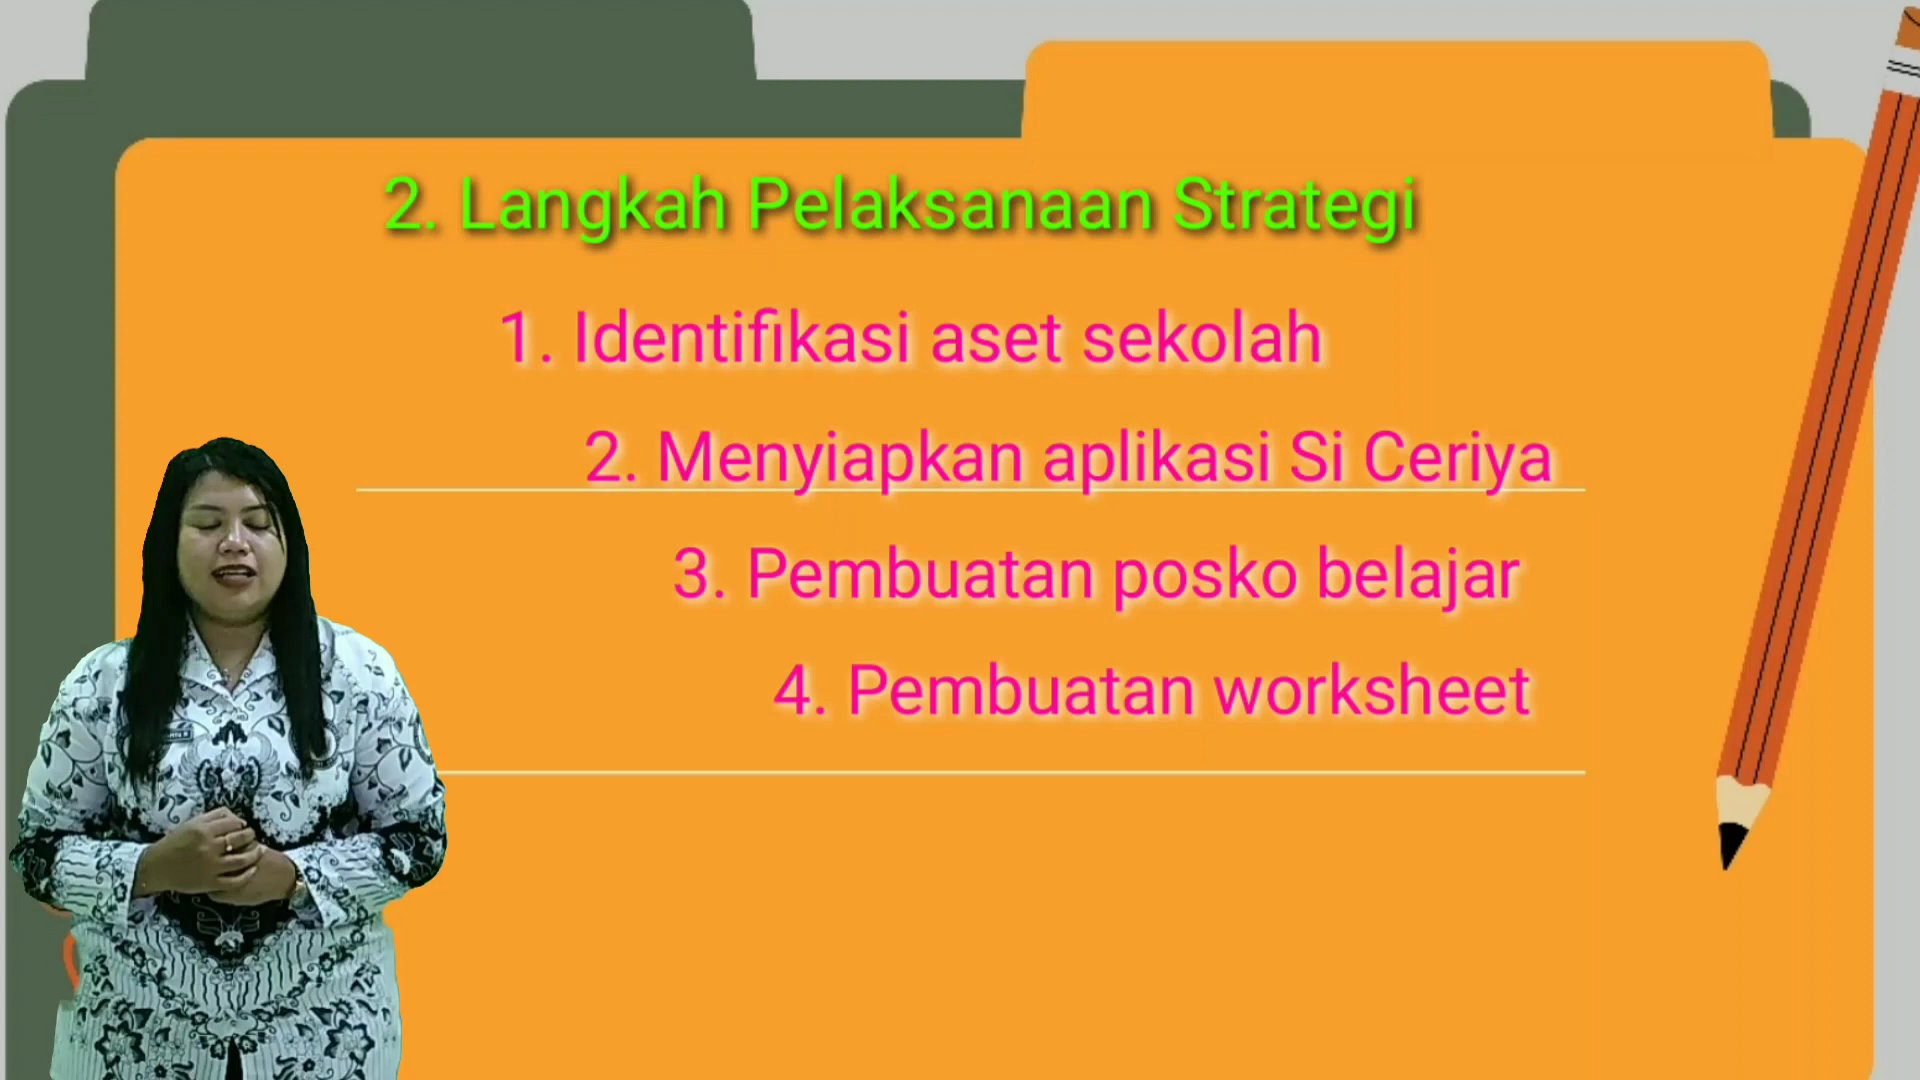 2. Langkah Pelaksanaan Strategi
1. Identifikasi aset sekolah
2. Menyiapkan aplikasi Si Ceriya
3. Pembuatan posko belajar
4. Pembuatan worksheet